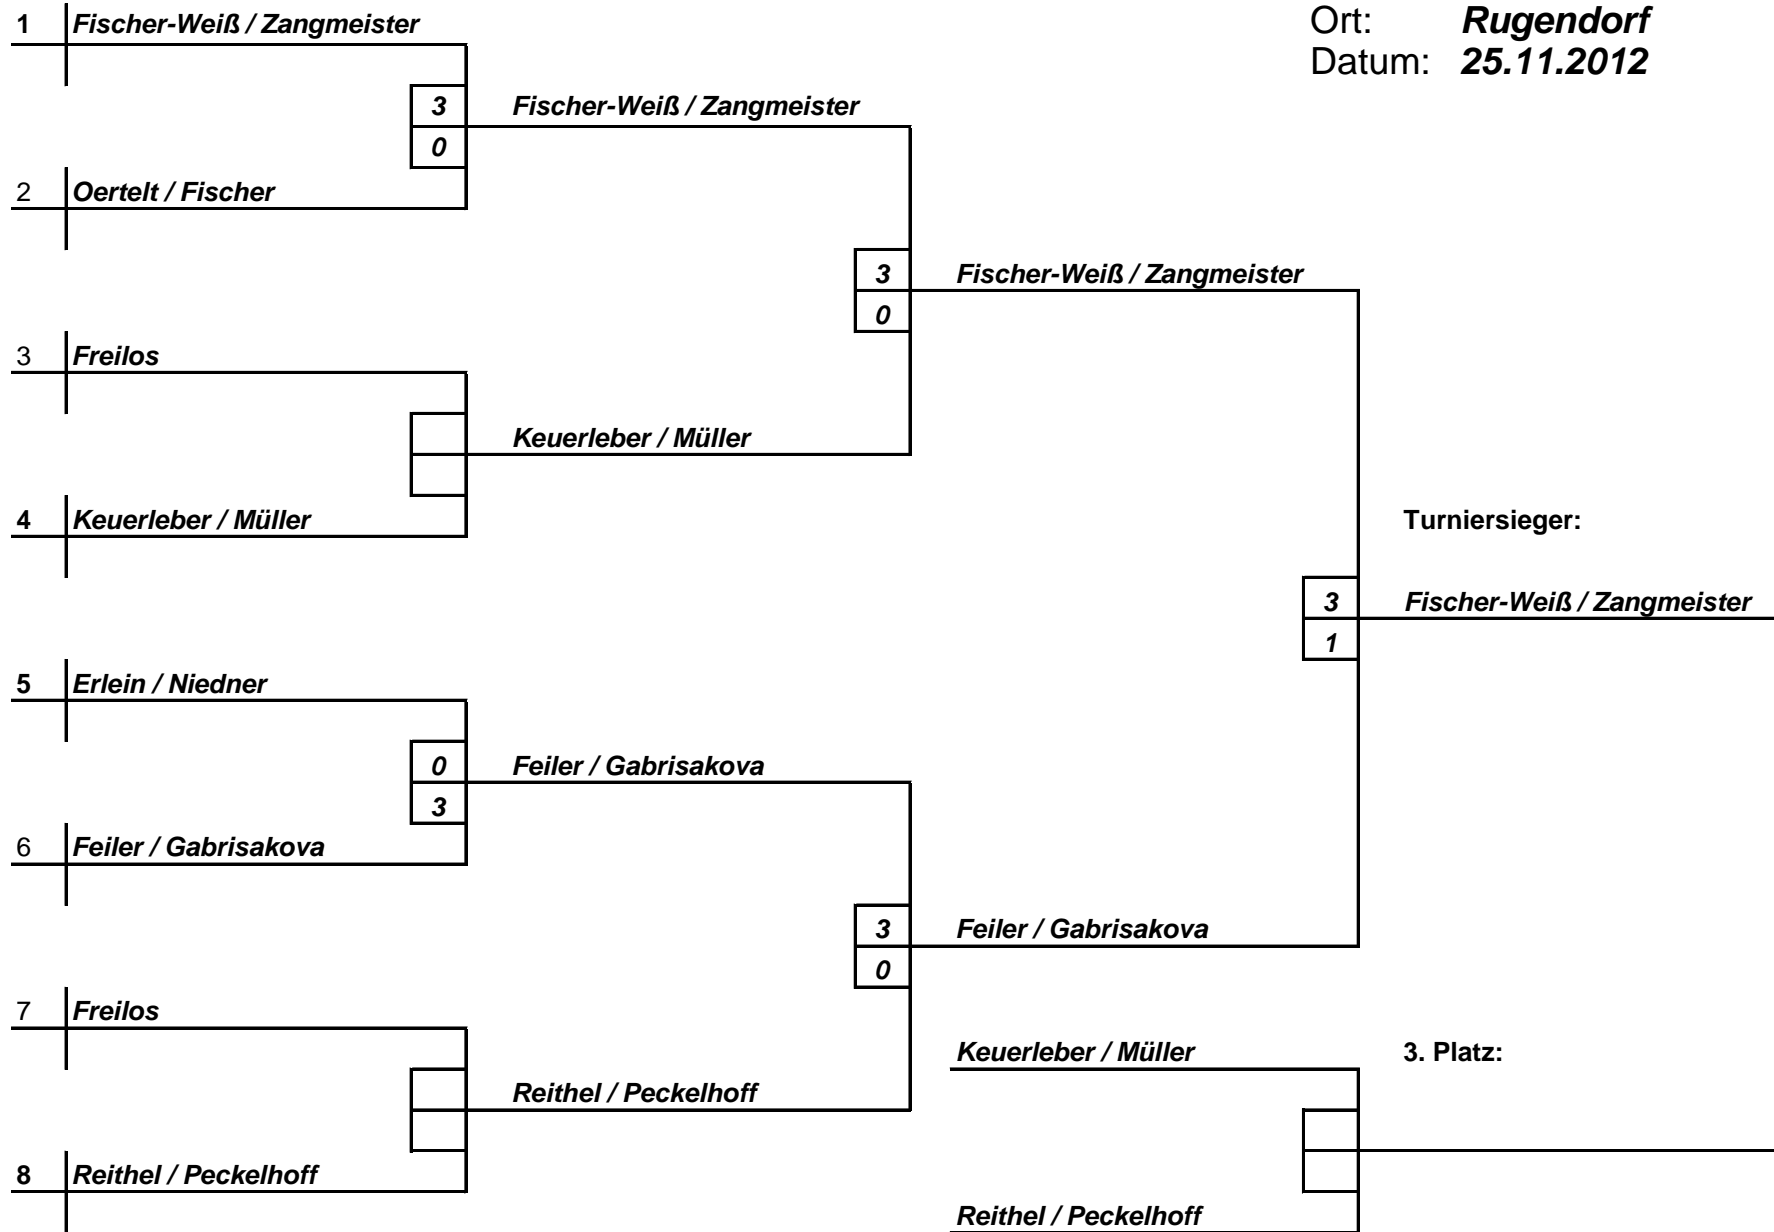 Ort: Rugendorf
Datum: 25.11.2012
1 Fischer-Weiß / Zangmeister
3 Fischer-Weiß / Zangmeister
0
2 Oertelt / Fischer
3 Fischer-Weiß / Zangmeister
0
3 Freilos
Keuerleber / Müller
4 Keuerleber / Müller
Turniersieger:
3 Fischer-Weiß / Zangmeister
1
5 Erlein / Niedner
0 Feiler / Gabrisakova
3
6 Feiler / Gabrisakova
3 Feiler / Gabrisakova
0
7 Freilos
Keuerleber / Müller 3. Platz:
Reithel / Peckelhoff
8 Reithel / Peckelhoff
Reithel / Peckelhoff